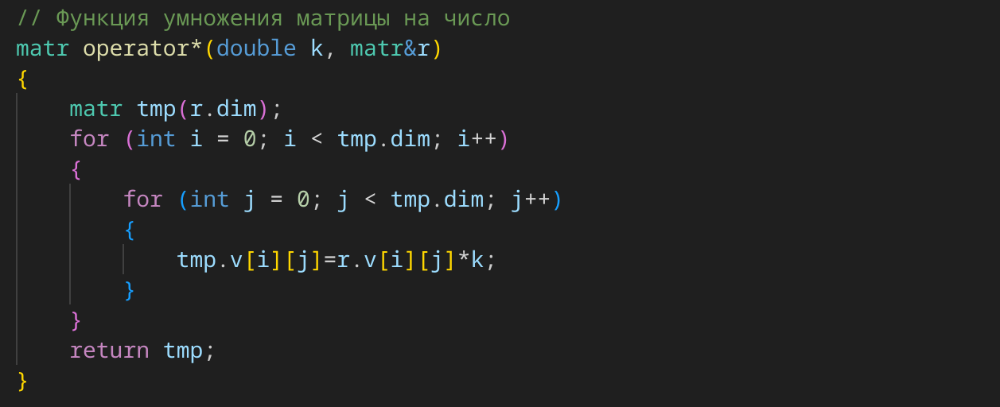 // Функция умножения матрицы на число
matr operator*(double k, matr&r)
{
    matr tmp(r.dim);
    for (int i = 0; i < tmp.dim; i++)
    {
        for (int j = 0; j < tmp.dim; j++)
        {
            tmp.v[i][j]=r.v[i][j]*k;
        }
    }
    return tmp;
}